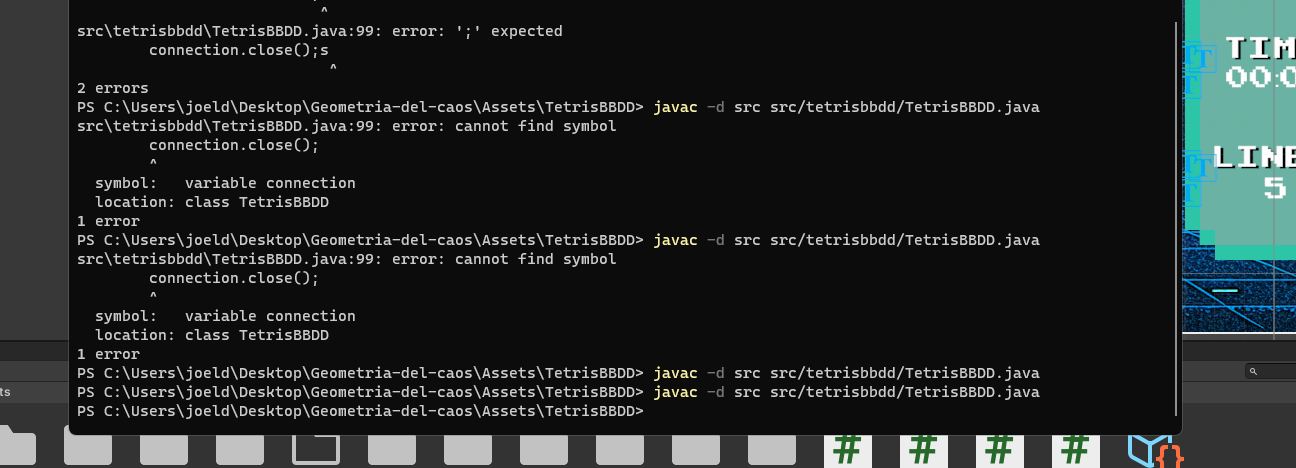 ^
src\tetrisbbdd\TetrisBBDD.java:99: error: ';' expected
connection.close();s
^
2 errors
PS C:\Users\joeld\Desktop\Geometria-del-caos\Assets\TetrisBBDD> javac -d src src/tetrisbbdd/TetrisBBDD.java
src\tetrisbbdd\TetrisBBDD.java:99: error: cannot find symbol
connection.close();
^
symbol:   variable connection
location: class TetrisBBDD
1 error
PS C:\Users\joeld\Desktop\Geometria-del-caos\Assets\TetrisBBDD> javac -d src src/tetrisbbdd/TetrisBBDD.java
src\tetrisbbdd\TetrisBBDD.java:99: error: cannot find symbol
connection.close();
^
symbol:   variable connection
location: class TetrisBBDD
1 error
PS C:\Users\joeld\Desktop\Geometria-del-caos\Assets\TetrisBBDD> javac -d src src/tetrisbbdd/TetrisBBDD.java
PS C:\Users\joeld\Desktop\Geometria-del-caos\Assets\TetrisBBDD> javac -d src src/tetrisbbdd/TetrisBBDD.java
PS C:\Users\joeld\Desktop\Geometria-del-caos\Assets\TetrisBBDD>
TIM
00:0
LINE
5
ts